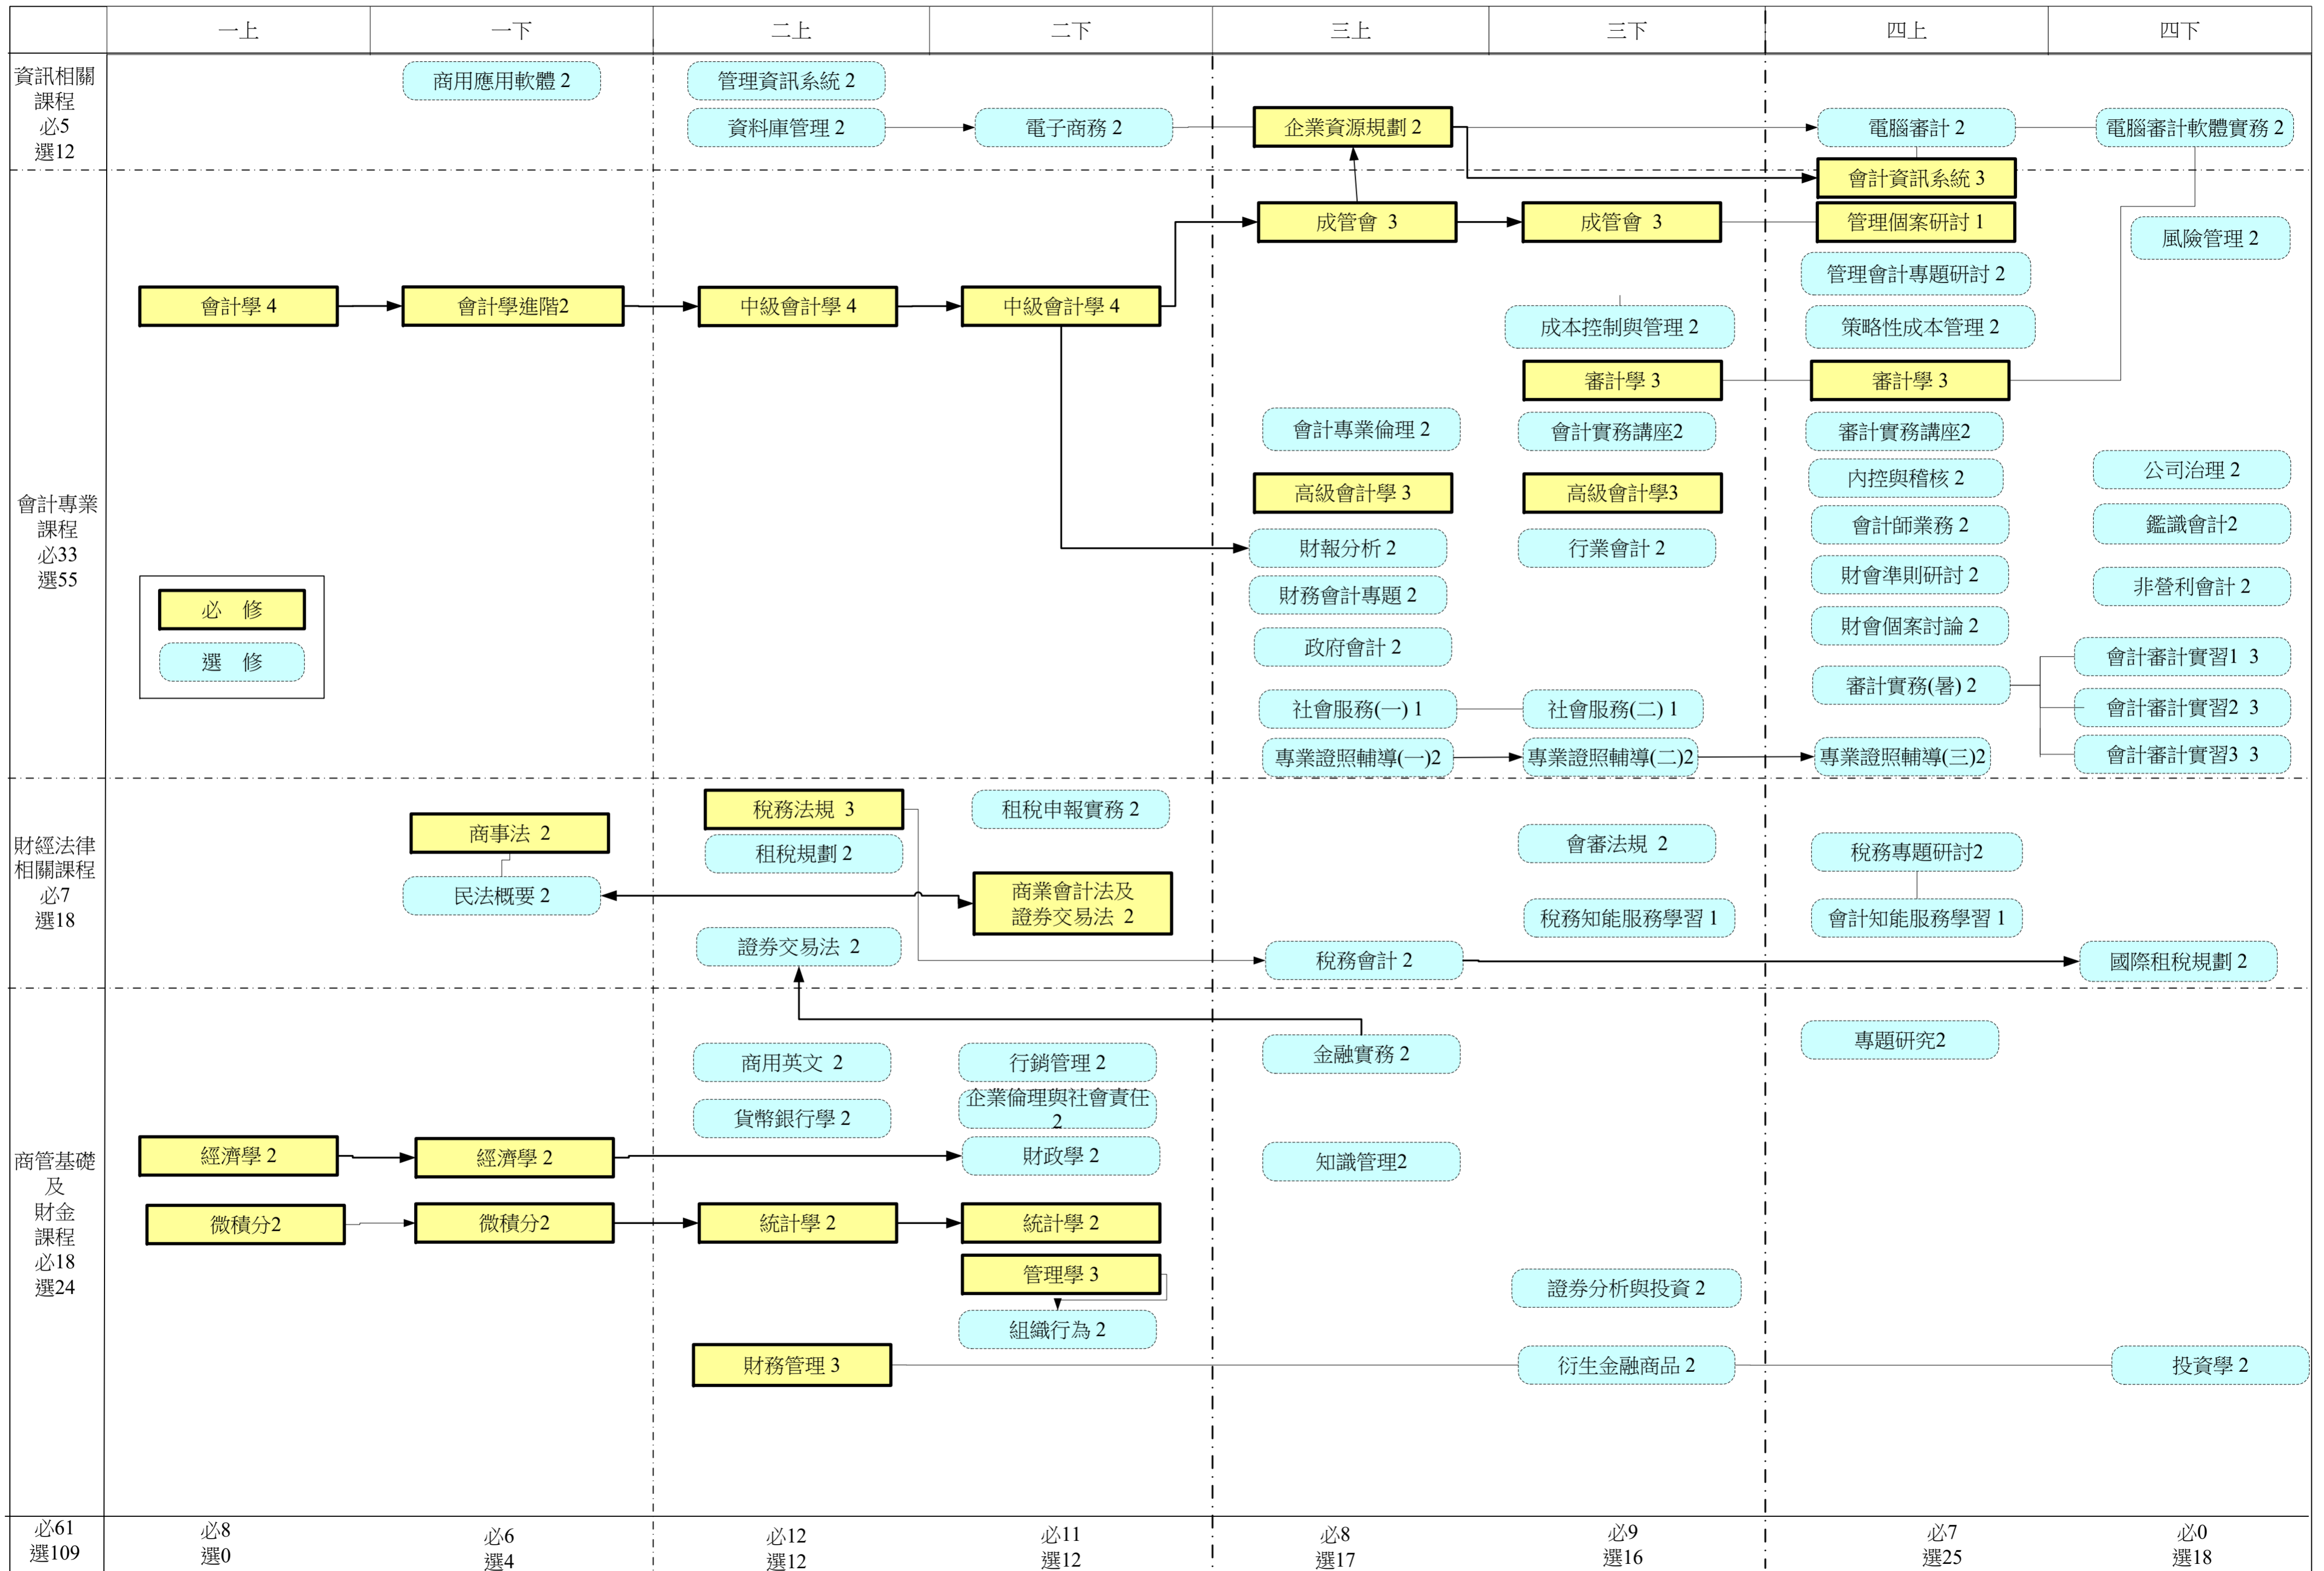 一上
一下
二上
二下
三上
三下
四上
四下
資訊相關
課程
必5
選12
商用應用軟體 2
管理資訊系統 2
資料庫管理 2
電子商務 2
企業資源規劃 2
電腦審計 2
電腦審計軟體實務 2
會計專業
課程
必33
選55
會計資訊系統 3
成管會 3
成管會 3
管理個案研討 1
風險管理 2
管理會計專題研討 2
會計學 4
會計學進階2
中級會計學 4
中級會計學 4
成本控制與管理 2
策略性成本管理 2
審計學 3
審計學 3
會計專業倫理 2
會計實務講座2
審計實務講座2
內控與稽核 2
公司治理 2
高級會計學 3
高級會計學3
會計師業務 2
鑑識會計2
財報分析 2
行業會計 2
財會準則研討 2
非營利會計 2
必 修
選 修
財務會計專題 2
財會個案討論 2
政府會計 2
會計審計實習1 3
審計實務(暑) 2
社會服務(一) 1
社會服務(二) 1
會計審計實習2 3
專業證照輔導(一)2
專業證照輔導(二)2
專業證照輔導(三)2
會計審計實習3 3
財經法律
相關課程
必7
選18
稅務法規 3
租稅申報實務 2
商事法 2
租稅規劃 2
會審法規 2
稅務專題研討2
民法概要 2
商業會計法及
證券交易法 2
稅務知能服務學習 1
會計知能服務學習 1
證券交易法 2
稅務會計 2
國際租稅規劃 2
商管基礎
及
財金
課程
必18
選24
金融實務 2
專題研究2
商用英文 2
行銷管理 2
貨幣銀行學 2
企業倫理與社會責任
2
經濟學 2
經濟學 2
財政學 2
知識管理2
微積分2
微積分2
統計學 2
統計學 2
管理學 3
證券分析與投資 2
組織行為 2
財務管理 3
衍生金融商品 2
投資學 2
必61
選109
必8
選0
必6
選4
必12
選12
必11
選12
必8
選17
必9
選16
必7
選25
必0
選18